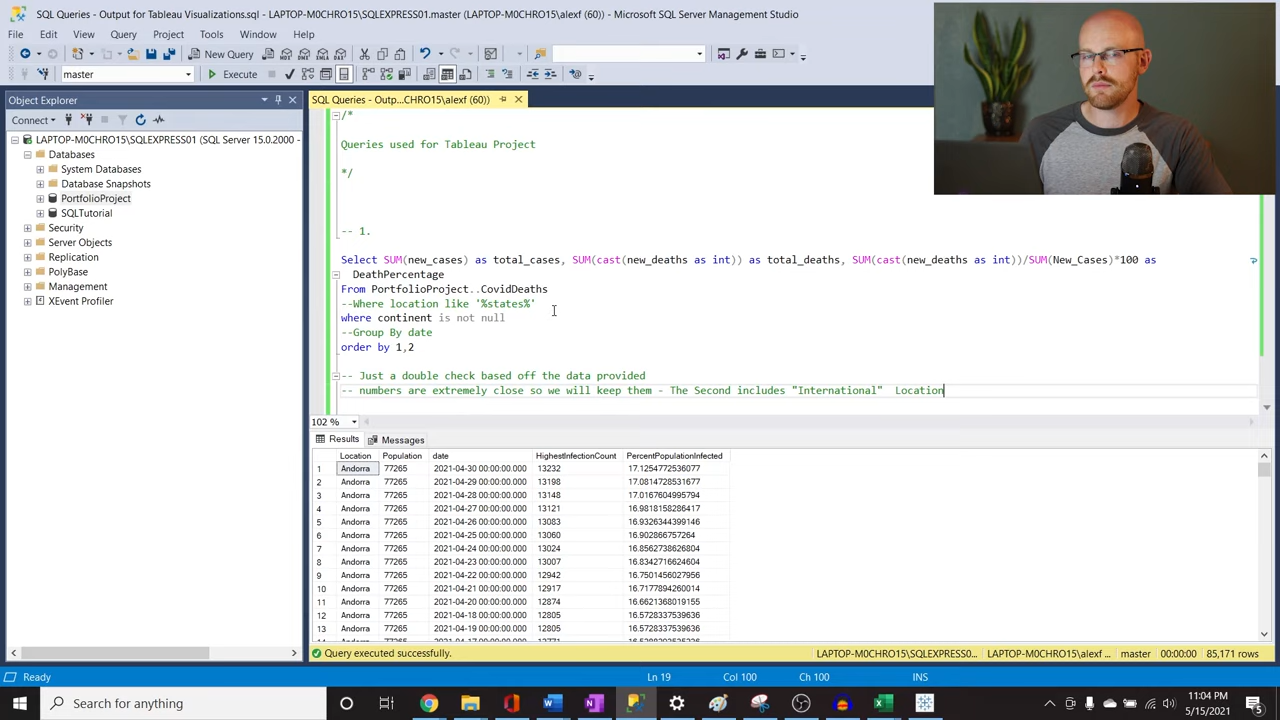 SQL Queries - Output for Tableau Visualizations.sql - LAPTOP-M0CHRO15\SQLEXPRESS01.master (LAPTOP-M0CHRO15\alexf (60)) - Microsoft SQL Server Management Studio
File Edit View Query Project Tools Window Help
New Query
master Execute
Object Explorer
SQL Queries - Outp...CHRO15\alexf (60))
Connect
LAPTOP-M0CHRO15\SQLEXPRESS01 (SQL Server 15.0.2000 -
Databases
System Databases
Database Snapshots
PortfolioProject
SQLTutorial
Security
Server Objects
Replication
PolyBase
Management
XEvent Profiler
/*
Queries used for Tableau Project
*/
-- 1.
Select SUM(new_cases) as total_cases, SUM(cast(new_deaths as int)) as total_deaths, SUM(cast(new_deaths as int))/SUM(New_Cases)*100 as
DeathPercentage
From PortfolioProject..CovidDeaths
--Where location like '%states%'
where continent is not null
--Group By date
order by 1,2
-- Just a double check based off the data provided
-- numbers are extremely close so we will keep them - The Second includes "International"  Location
102 %
Results Messages
Location Population date HighestInfectionCount PercentPopulationInfected
1 Andorra 77265 2021-04-30 00:00:00.000 13232 17.1254772536077
2 Andorra 77265 2021-04-29 00:00:00.000 13198 17.0814728531677
3 Andorra 77265 2021-04-28 00:00:00.000 13148 17.0167604995794
4 Andorra 77265 2021-04-27 00:00:00.000 13121 16.9818158286417
5 Andorra 77265 2021-04-26 00:00:00.000 13083 16.9326344399146
6 Andorra 77265 2021-04-25 00:00:00.000 13060 16.902866757264
7 Andorra 77265 2021-04-24 00:00:00.000 13024 16.8562738626804
8 Andorra 77265 2021-04-23 00:00:00.000 13007 16.8342716624604
9 Andorra 77265 2021-04-22 00:00:00.000 12942 16.7501456027956
10 Andorra 77265 2021-04-21 00:00:00.000 12917 16.7177894260014
11 Andorra 77265 2021-04-20 00:00:00.000 12874 16.6621368019155
12 Andorra 77265 2021-04-18 00:00:00.000 12805 16.5728337539636
13 Andorra 77265 2021-04-19 00:00:00.000 12805 16.5728337539636
Query executed successfully. LAPTOP-M0CHRO15\SQLEXPRESS0... LAPTOP-M0CHRO15\alexf ... master 00:00:00 85,171 rows
Ready Ln 19 Col 100 Ch 100 INS
Search for anything
11:04 PM
5/15/2021